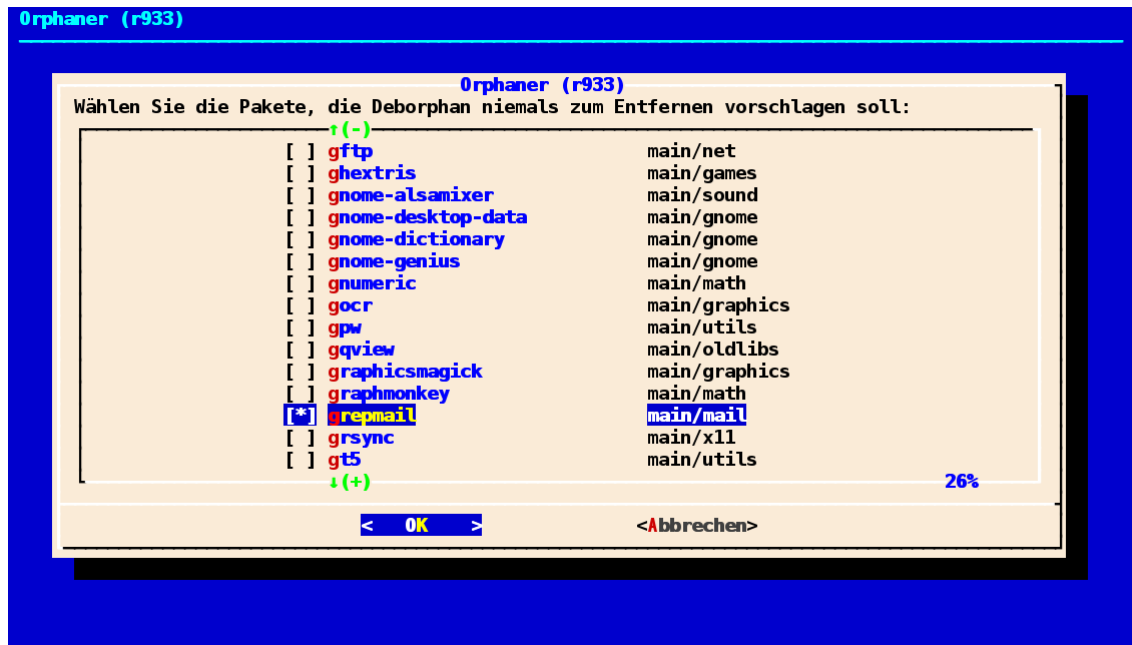 Orphaner (r933)
Orphaner (r933)
Wählen Sie die Pakete, die Deborphan niemals zum Entfernen vorschlagen soll:
↑(-)
[ ] gftp main/net
[ ] ghextris main/games
[ ] gnome-alsamixer main/sound
[ ] gnome-desktop-data main/gnome
[ ] gnome-dictionary main/gnome
[ ] gnome-genius main/gnome
[ ] gnumeric main/math
[ ] gocr main/graphics
[ ] gpw main/utils
[ ] gqview main/oldlibs
[ ] graphicsmagick main/graphics
[ ] graphmonkey main/math
[*] grepmail main/mail
[ ] grsync main/x11
[ ] gt5 main/utils
↓(+) 26%
< OK > <Abbrechen>